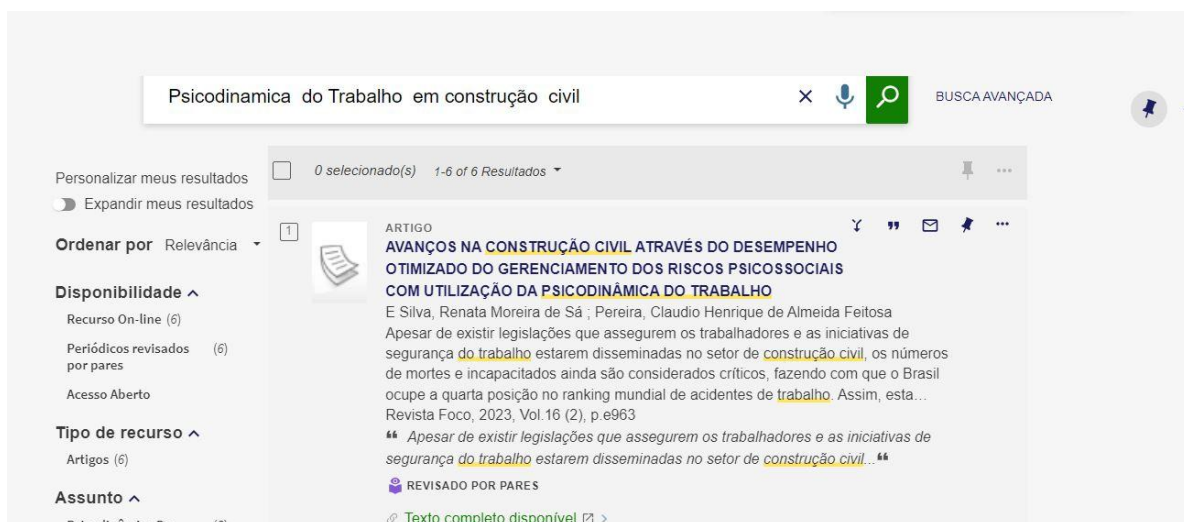 Psicodinamica do Trabalho em construção civil
BUSCA AVANÇADA
Personalizar meus resultados
Expandir meus resultados
Ordenar por Relevância
Disponibilidade
Recurso On-line (6)
Periódicos revisados (6)
por pares
Acesso Aberto
Tipo de recurso
Artigos (6)
Assunto
0 selecionado(s) 1-6 of 6 Resultados
1
ARTIGO
AVANÇOS NA CONSTRUÇÃO CIVIL ATRAVÉS DO DESEMPENHO
OTIMIZADO DO GERENCIAMENTO DOS RISCOS PSICOSSOCIAIS
COM UTILIZAÇÃO DA PSICODINÂMICA DO TRABALHO
E Silva, Renata Moreira de Sá ; Pereira, Claudio Henrique de Almeida Feitosa
Apesar de existir legislações que assegurem os trabalhadores e as iniciativas de
segurança do trabalho estarem disseminadas no setor de construção civil, os números
de mortes e incapacitados ainda são considerados críticos, fazendo com que o Brasil
ocupe a quarta posição no ranking mundial de acidentes de trabalho. Assim, esta…
Revista Foco, 2023, Vol.16 (2), p.e963
“ Apesar de existir legislações que assegurem os trabalhadores e as iniciativas de
segurança do trabalho estarem disseminadas no setor de construção civil...“
REVISADO POR PARES
Texto completo disponível